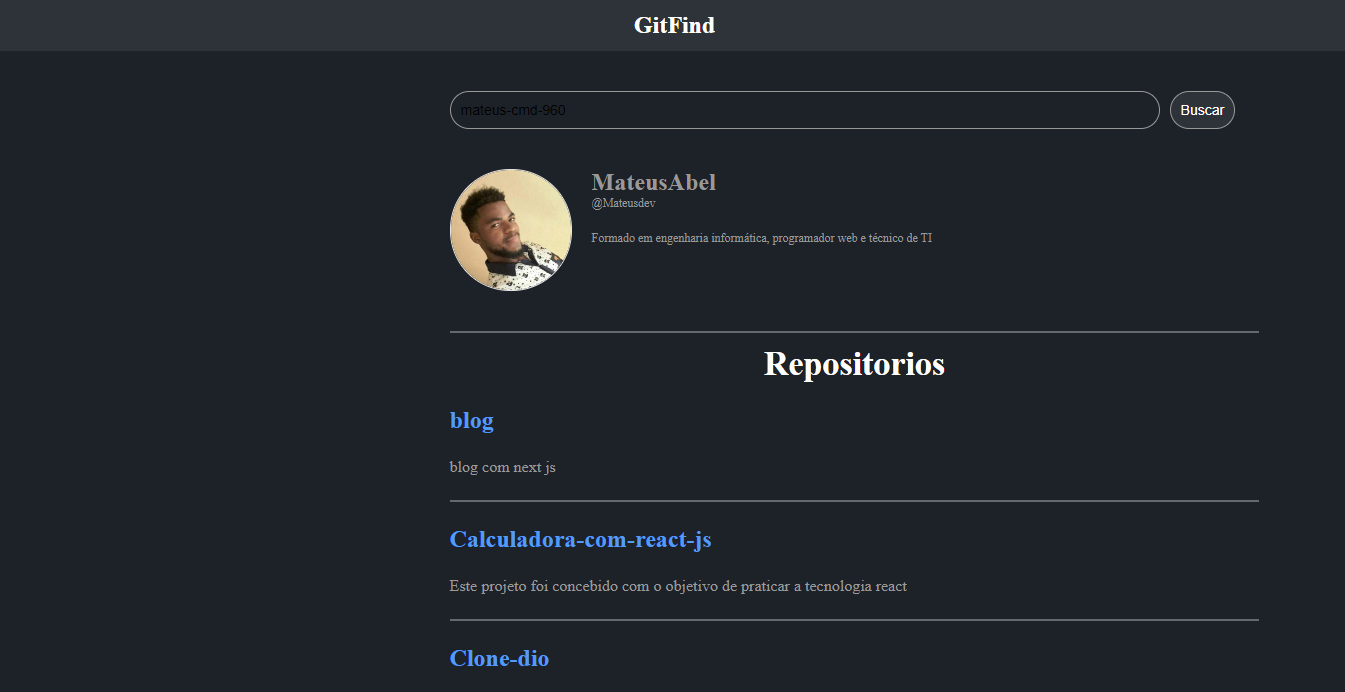 GitFind
mateus-cmd-960 Buscar
MateusAbel
@Mateusdev
Formado em engenharia informática, programador web e técnico de TI
Repositorios
blog
blog com next js
Calculadora-com-react-js
Este projeto foi concebido com o objetivo de praticar a tecnologia react
Clone-dio